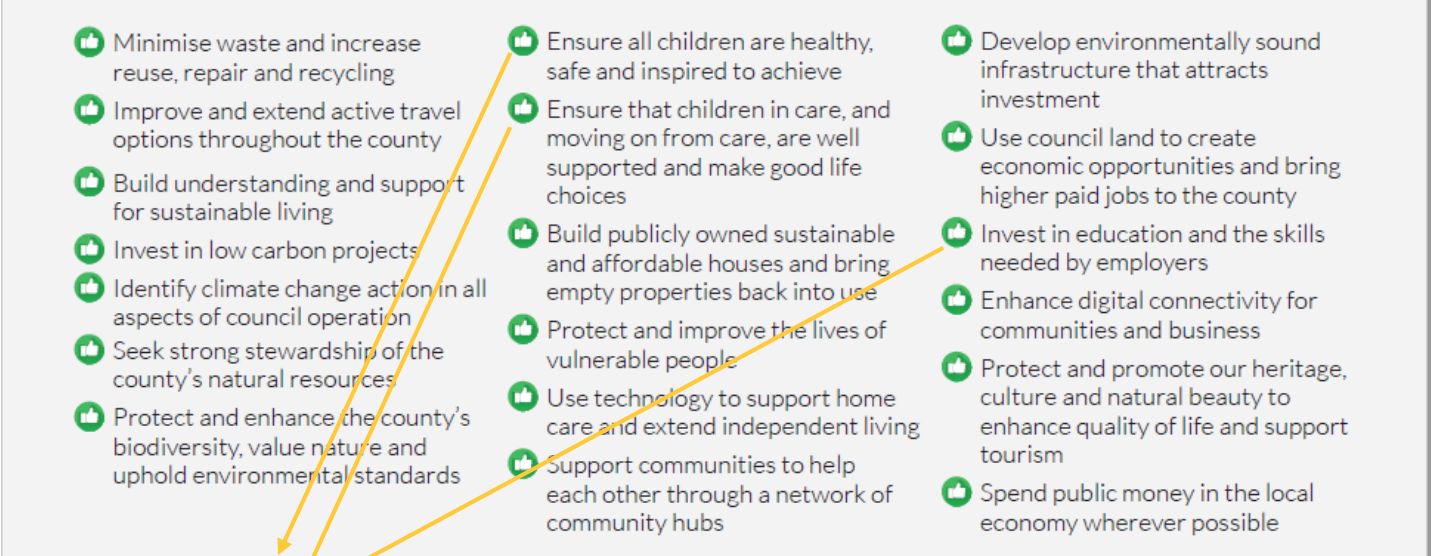 Minimise waste and increase
reuse, repair and recycling
Improve and extend active travel
options throughout the county
Build understanding and support
for sustainable living
Invest in low carbon projects
Identify climate change action in all
aspects of council operation
Seek strong stewardship of the
county's natural resources
Protect and enhance the county's
biodiversity, value nature and
uphold environmental standards
Ensure all children are healthy,
safe and inspired to achieve
Ensure that children in care, and
moving on from care, are well
supported and make good life
choices
Build publicly owned sustainable
and affordable houses and bring
empty properties back into use
Protect and improve the lives of
vulnerable people
Use technology to support home
care and extend independent living
Support communities to help
each other through a network of
community hubs
Develop environmentally sound
infrastructure that attracts
investment
Use council land to create
economic opportunities and bring
higher paid jobs to the county
Invest in education and the skills
needed by employers
Enhance digital connectivity for
communities and business
Protect and promote our heritage,
culture and natural beauty to
enhance quality of life and support
tourism
Spend public money in the local
economy wherever possible